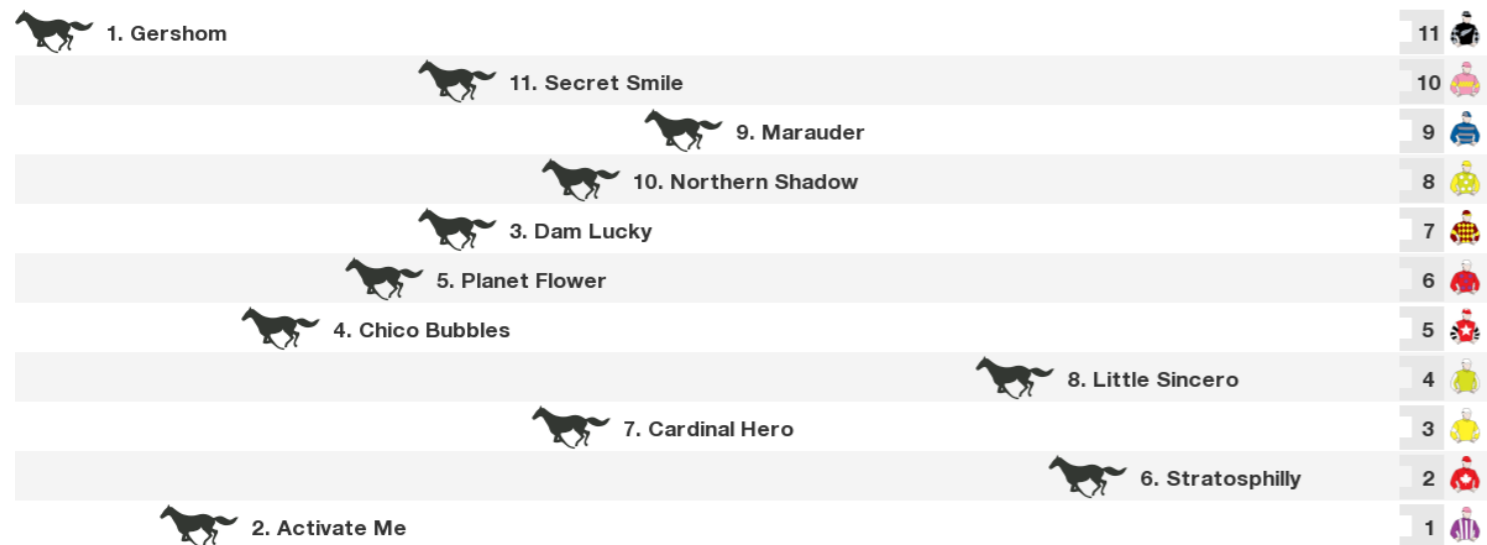 1. Gershom 11
11. Secret Smile 10
9. Marauder 9
10. Northern Shadow 8
3. Dam Lucky 7
5. Planet Flower 6
4. Chico Bubbles 5
8. Little Sincero 4
7. Cardinal Hero 3
6. Stratosphilly 2
2. Activate Me 1